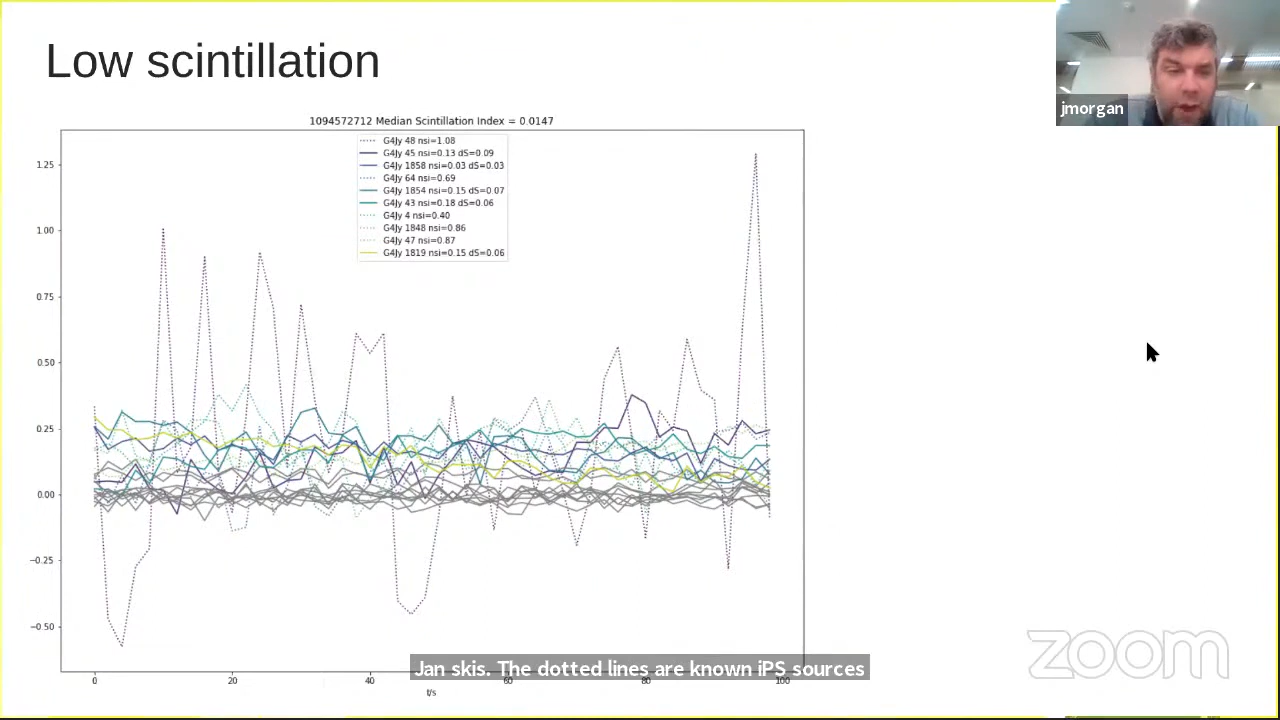 Low scintillation
jmorgan
1094572712 Median Scintillation Index = 0.0147
G4Jy 48 nsi=1.08
G4Jy 45 nsi=0.13 dS=0.09
G4Jy 1858 nsi=0.03 dS=0.03
G4Jy 64 nsi=0.69
G4Jy 1854 nsi=0.15 dS=0.07
G4Jy 43 nsi=0.18 dS=0.06
G4Jy 4 nsi=0.40
G4Jy 1848 nsi=0.86
G4Jy 47 nsi=0.87
G4Jy 1819 nsi=0.15 dS=0.06
1.25
1.00
0.75
0.50
0.25
0.00
−0.25
−0.50
Jan skis. The dotted lines are known iPS sources
0 20 40 60 80 100
t/s
zoom